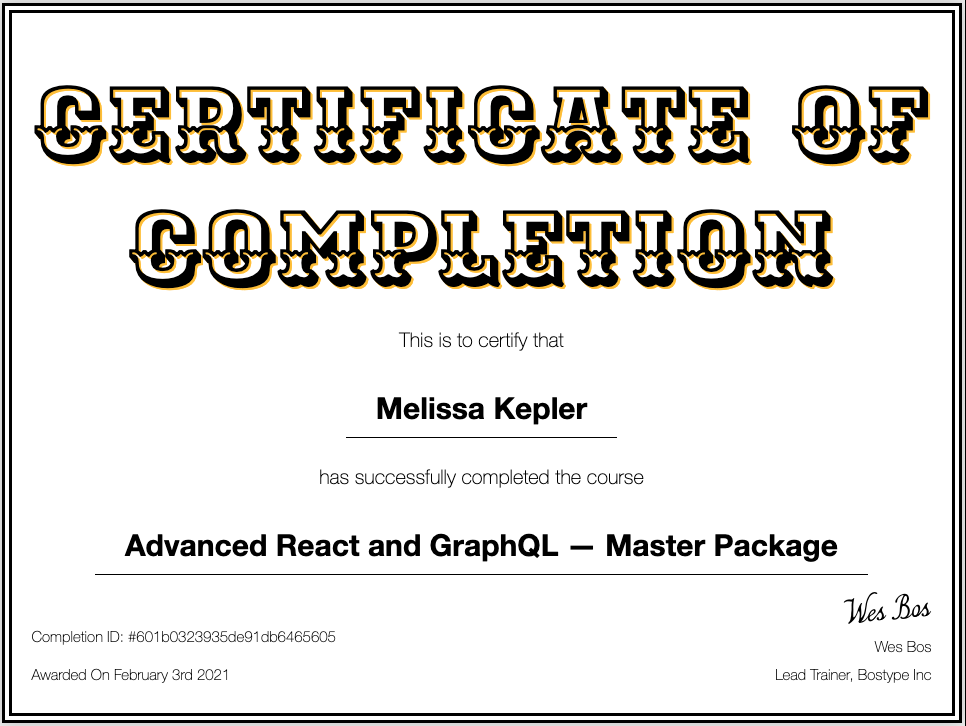 CERTIFICATE OF
COMPLETION
This is to certify that
Melissa Kepler
has successfully completed the course
Advanced React and GraphQL — Master Package
Wes Bos
Completion ID: #601b0323935de91db6465605
Wes Bos
Awarded On February 3rd 2021
Lead Trainer, Bostype Inc